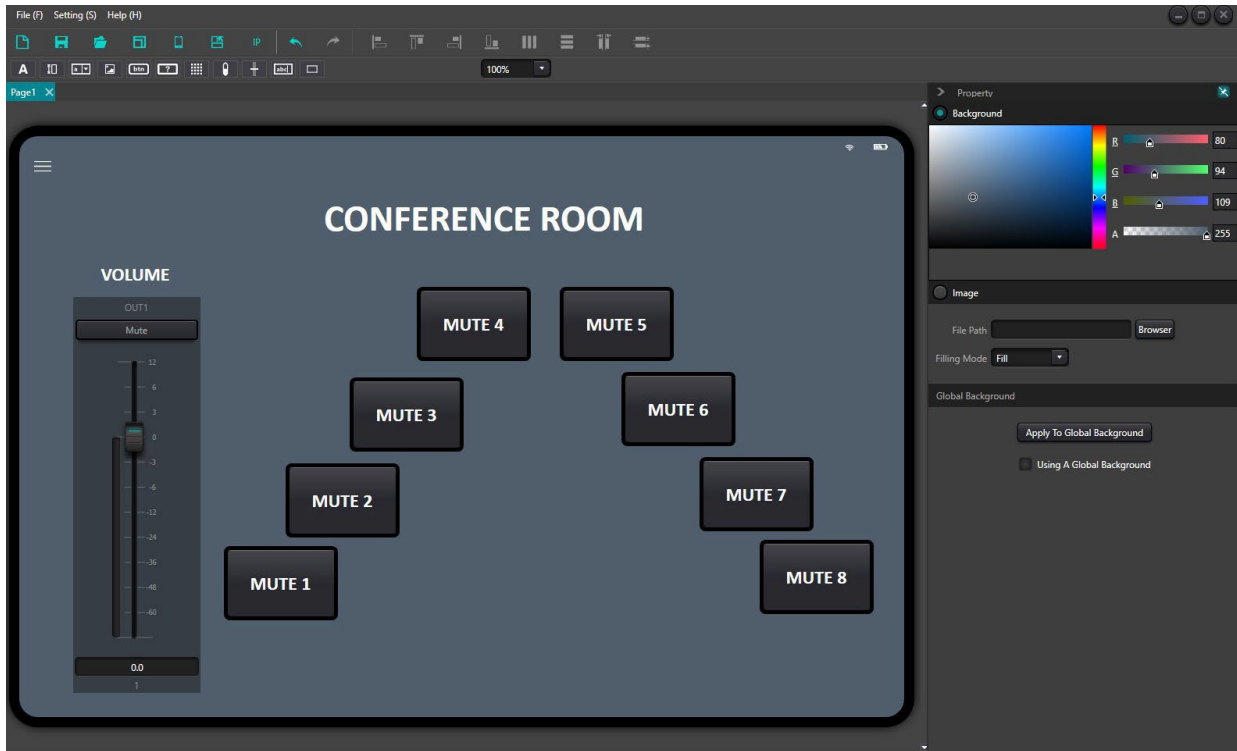 File (F) Setting (S) Help (H)
IP
A a btn ? abc 100%
Page1
Property
Background
R 80
G 94
B 109
A 255
Image
File Path Browser
Filling Mode Fill
Global Background
Apply To Global Background
Using A Global Background
CONFERENCE ROOM
VOLUME
OUT1
Mute
12
6
3
0
-3
-6
-12
-24
-36
-48
-60
0.0
1
MUTE 4 MUTE 5
MUTE 3 MUTE 6
MUTE 2 MUTE 7
MUTE 1 MUTE 8